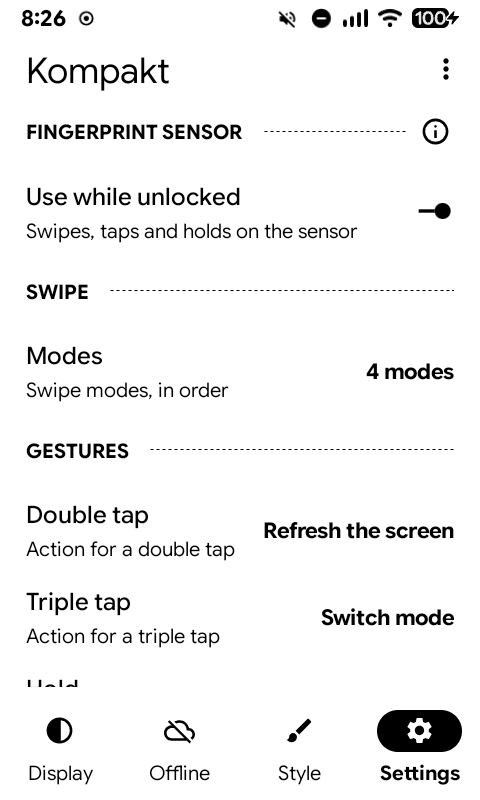 8:26
100
Kompakt
FINGERPRINT SENSOR
Use while unlocked
Swipes, taps and holds on the sensor
SWIPE
Modes
4 modes
Swipe modes, in order
GESTURES
Double tap
Refresh the screen
Action for a double tap
Triple tap
Switch mode
Action for a triple tap
Hold
Display
Offline
Style
Settings